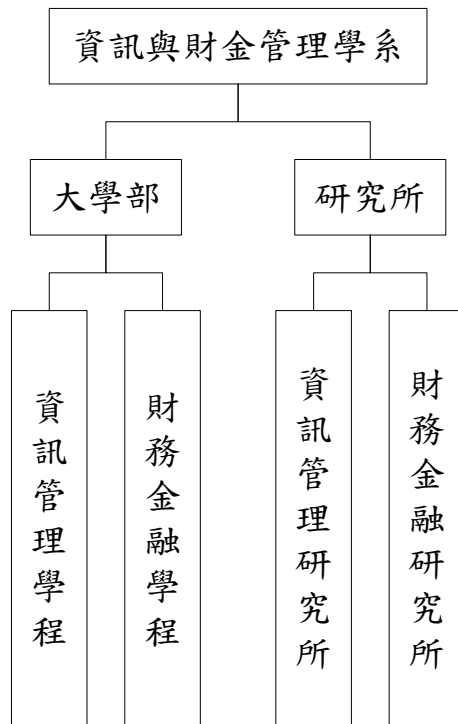 資訊與財金管理學系
大學部
研究所
資訊管理學程
財務金融學程
資訊管理研究所
財務金融研究所